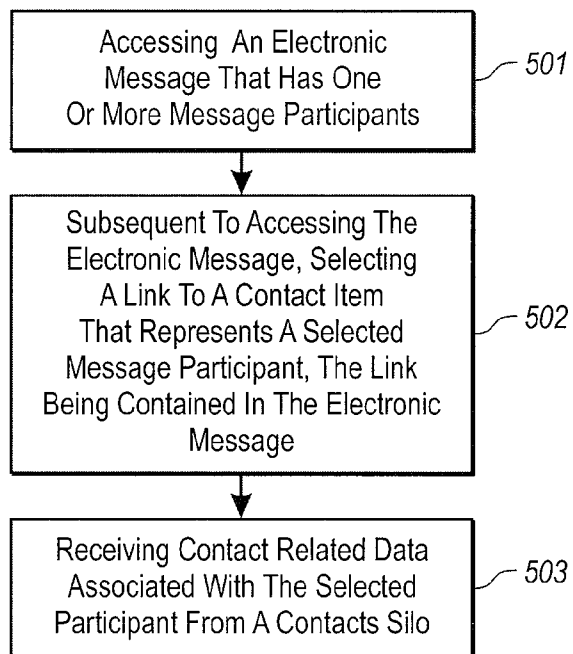 Accessing An Electronic
Message That Has One
Or More Message Participants
501
Subsequent To Accessing The
Electronic Message, Selecting
A Link To A Contact Item
That Represents A Selected
Message Participant, The Link
Being Contained In The Electronic
Message
502
Receiving Contact Related Data
Associated With The Selected
Participant From A Contacts Silo
503